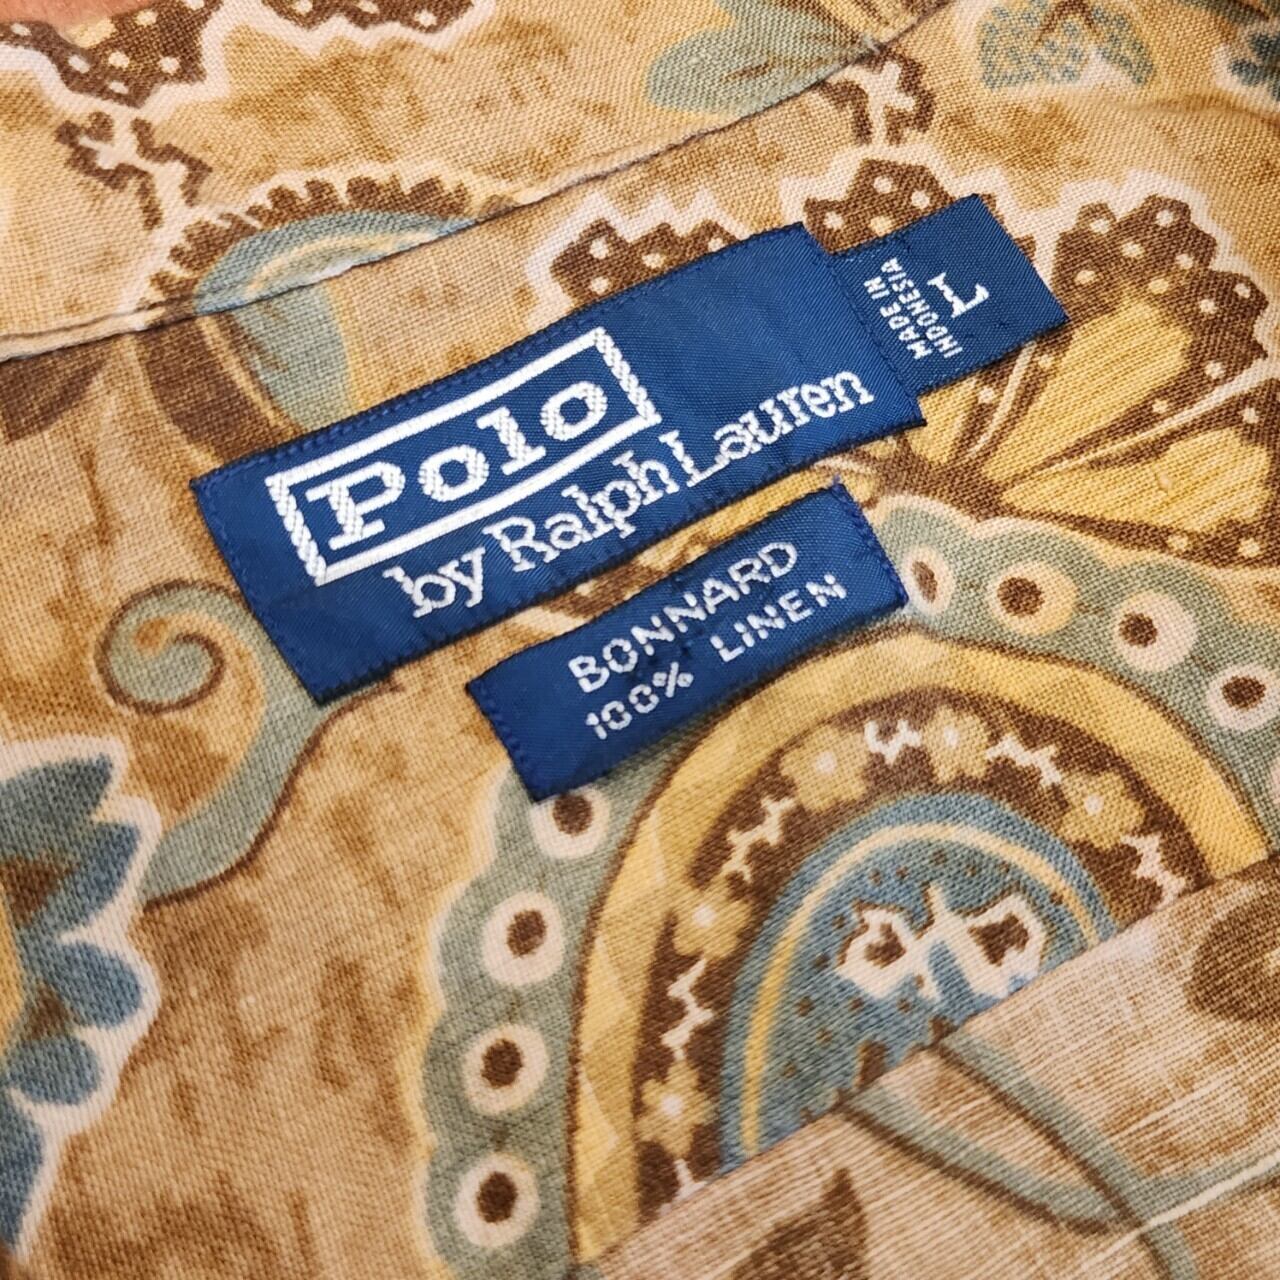 Polo
by Ralph Lauren
L
MADE IN
INDONESIA
BONNARD
100% LINEN